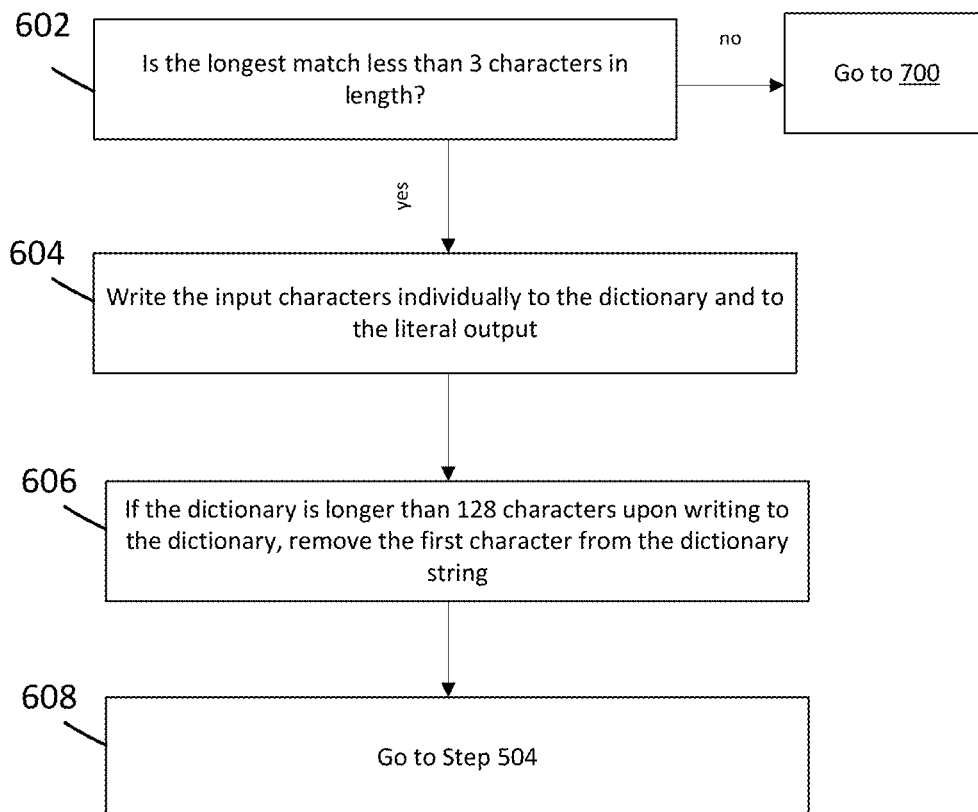 602
Is the longest match less than 3 characters in
length?
no
Go to 700
yes
604
Write the input characters individually to the dictionary and to
the literal output
606
If the dictionary is longer than 128 characters upon writing to
the dictionary, remove the first character from the dictionary
string
608
Go to Step 504